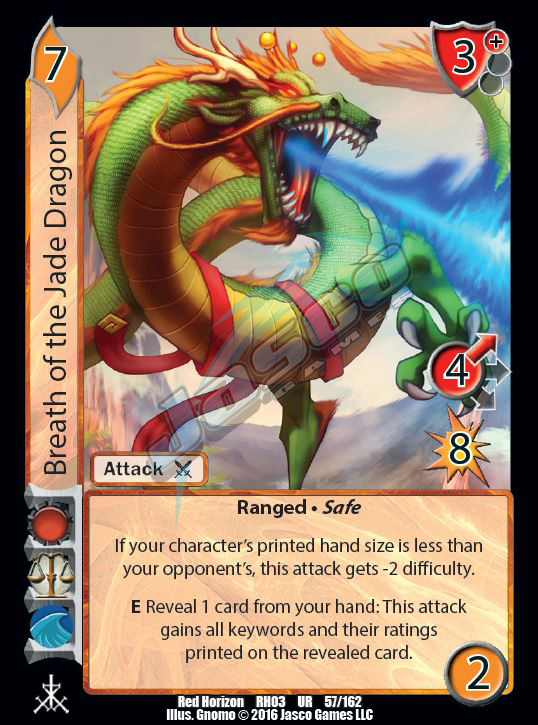 7
3
+
Breath of the Jade Dragon
JASCO
GAMES
4
8
Attack
Ranged • Safe
If your character's printed hand size is less than
your opponent's, this attack gets -2 difficulty.
E Reveal 1 card from your hand: This attack
gains all keywords and their ratings
printed on the revealed card.
2
Red Horizon RH03 UR 57/162
Illus. Gnomo © 2016 Jasco Games LLC